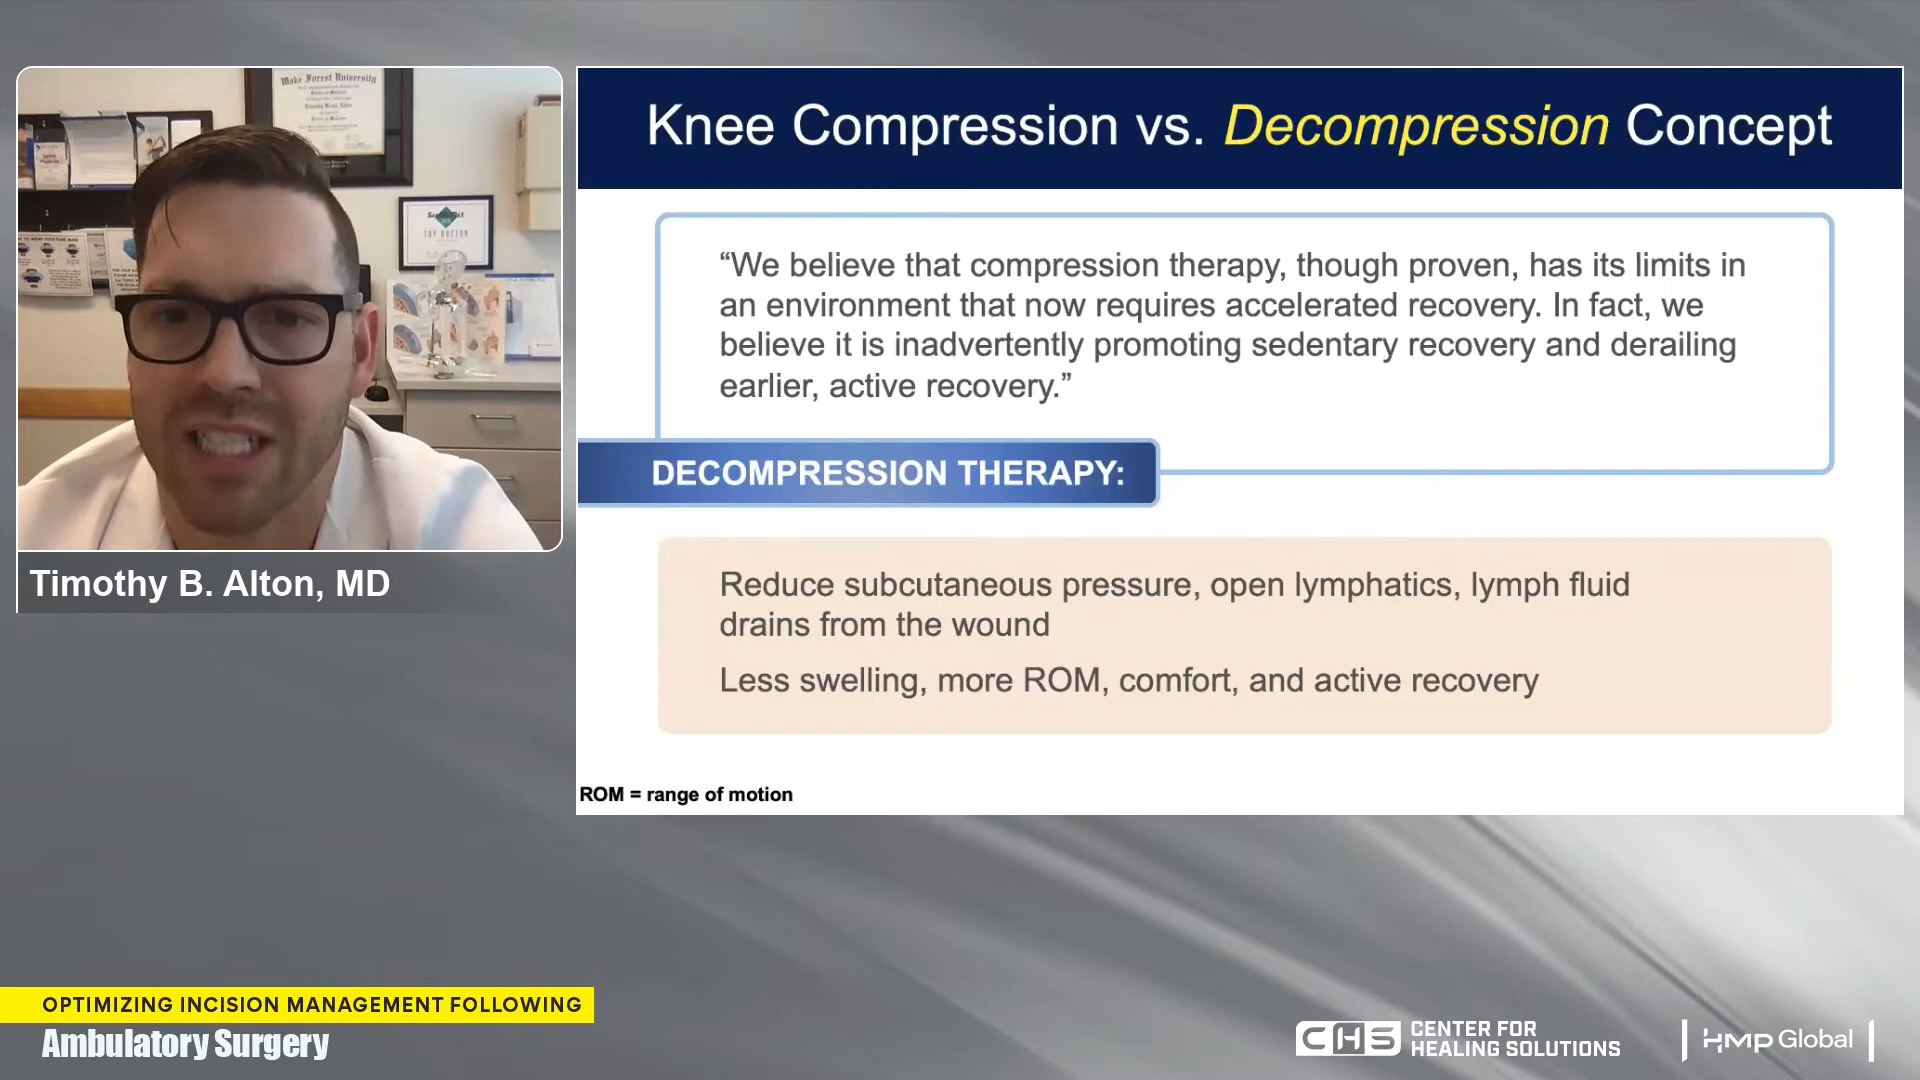 Wake Forest University
TOP DOCTOR
Timothy B. Alton, MD
Knee Compression vs. Decompression Concept
“We believe that compression therapy, though proven, has its limits in
an environment that now requires accelerated recovery. In fact, we
believe it is inadvertently promoting sedentary recovery and derailing
earlier, active recovery.”
DECOMPRESSION THERAPY:
Reduce subcutaneous pressure, open lymphatics, lymph fluid
drains from the wound
Less swelling, more ROM, comfort, and active recovery
ROM = range of motion
OPTIMIZING INCISION MANAGEMENT FOLLOWING
Ambulatory Surgery
CHS CENTER FOR
HEALING SOLUTIONS
HMP Global